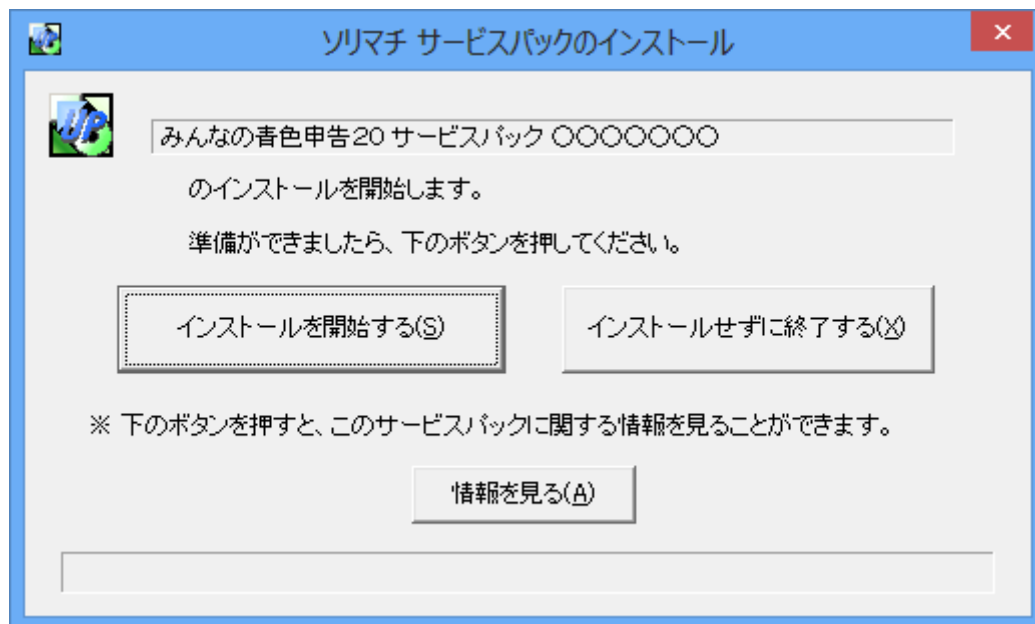 ソリマチ サービスパックのインストール
UP
みんなの青色申告20 サービスパック ○○○○○○○
のインストールを開始します。
準備ができましたら、下のボタンを押してください。
インストールを開始する(S) インストールせずに終了する(X)
※ 下のボタンを押すと、このサービスパックに関する情報を見ることができます。
情報を見る(A)